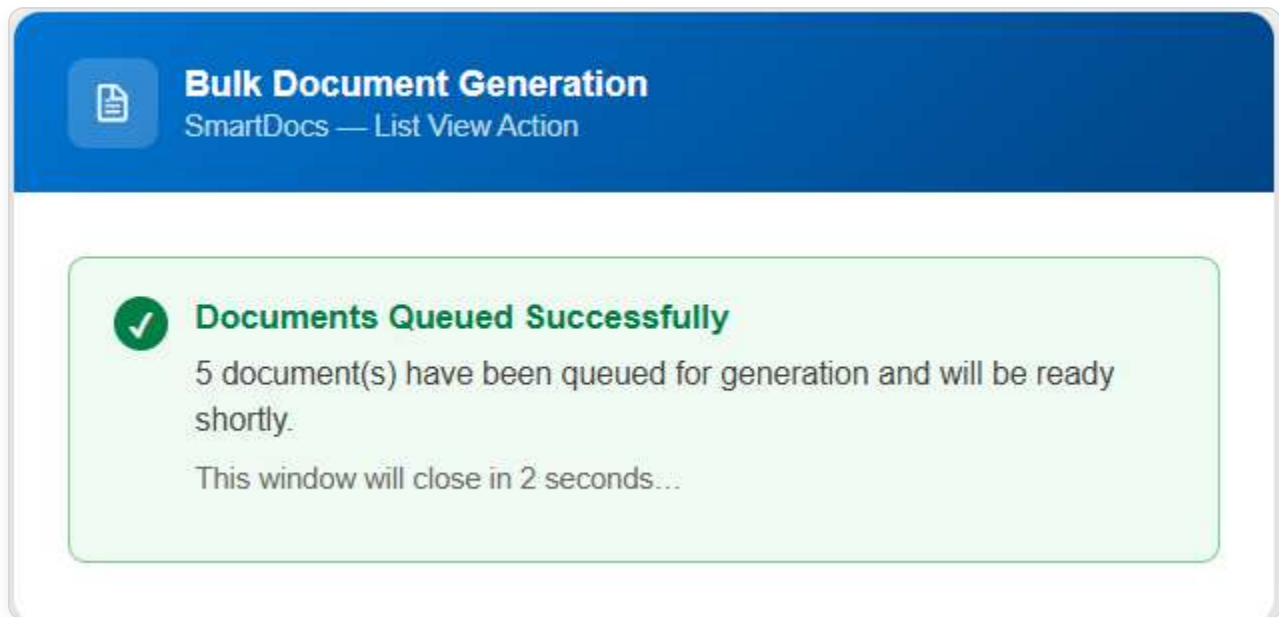 Bulk Document Generation
SmartDocs — List View Action
Documents Queued Successfully
5 document(s) have been queued for generation and will be ready
shortly.
This window will close in 2 seconds…